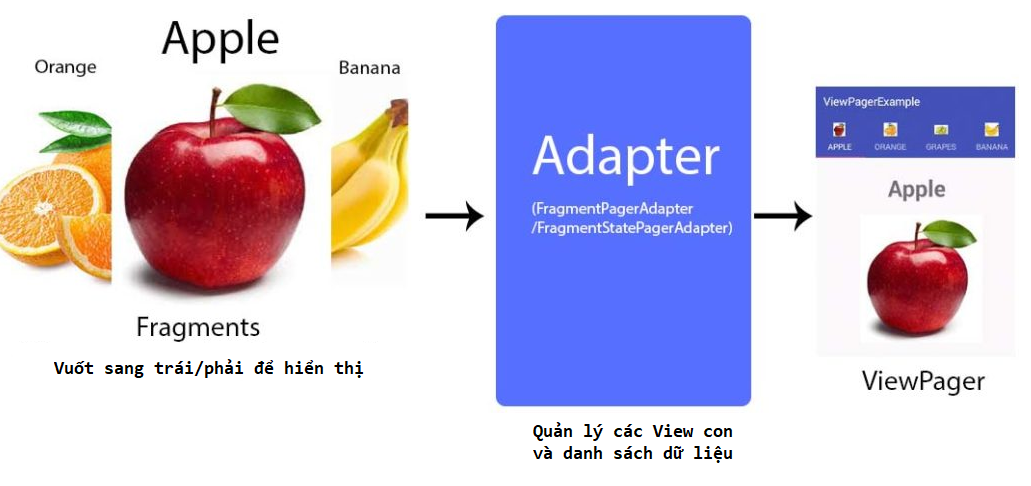 Orange
Apple
Banana
Fragments
Vuốt sang trái/phải để hiển thị
Adapter
(FragmentPagerAdapter
/FragmentStatePagerAdapter)
Quản lý các View con
và danh sách dữ liệu
ViewPagerExample
APPLE ORANGE GRAPES BANANA
Apple
ViewPager